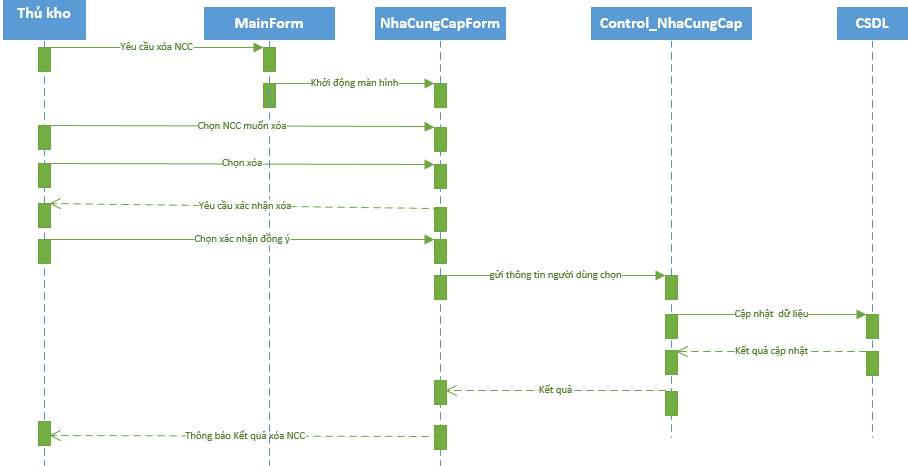 Thủ kho
MainForm
NhaCungCapForm
Control_NhaCungCap
CSDL
Yêu cầu xóa NCC
Khởi động màn hình
Chọn NCC muốn xóa
Chọn xóa
Yêu cầu xác nhận xóa
Chọn xác nhận đồng ý
gửi thông tin người dùng chọn
Cập nhật dữ liệu
Kết quả cập nhật
Kết quả
Thông báo Kết quả xóa NCC